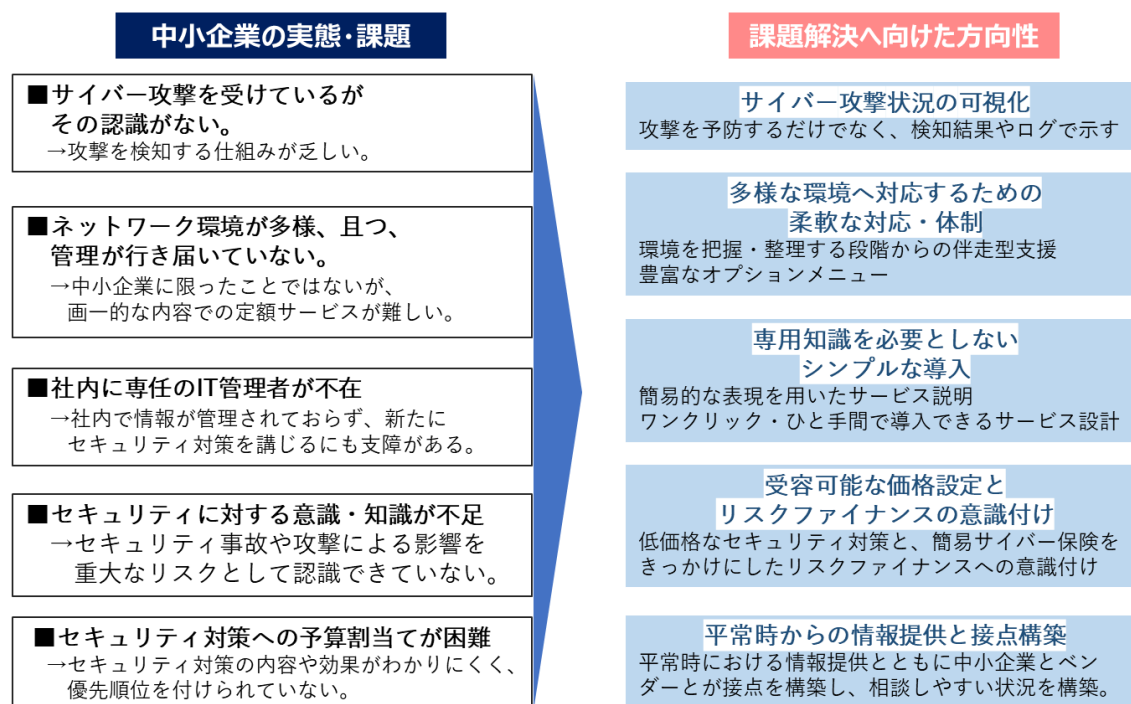 中小企業の実態・課題
■サイバー攻撃を受けているが
その認識がない。
→攻撃を検知する仕組みが乏しい。
■ネットワーク環境が多様、且つ、
管理が行き届いていない。
→中小企業に限ったことではないが、
画一的な内容での定額サービスが難しい。
■社内に専任のIT管理者が不在
→社内で情報が管理されておらず、新たに
セキュリティ対策を講じるにも支障がある。
■セキュリティに対する意識・知識が不足
→セキュリティ事故や攻撃による影響を
重大なリスクとして認識できていない。
■セキュリティ対策への予算割当てが困難
→セキュリティ対策の内容や効果がわかりにくく、
優先順位を付けられていない。
課題解決へ向けた方向性
サイバー攻撃状況の可視化
攻撃を予防するだけでなく、検知結果やログで示す
多様な環境へ対応するための
柔軟な対応・体制
環境を把握・整理する段階からの伴走型支援
豊富なオプションメニュー
専用知識を必要としない
シンプルな導入
簡易的な表現を用いたサービス説明
ワンクリック・ひと手間で導入できるサービス設計
受容可能な価格設定と
リスクファイナンスの意識付け
低価格なセキュリティ対策と、簡易サイバー保険を
きっかけにしたリスクファイナンスへの意識付け
平常時からの情報提供と接点構築
平常時における情報提供とともに中小企業とベン
ダーとが接点を構築し、相談しやすい状況を構築。